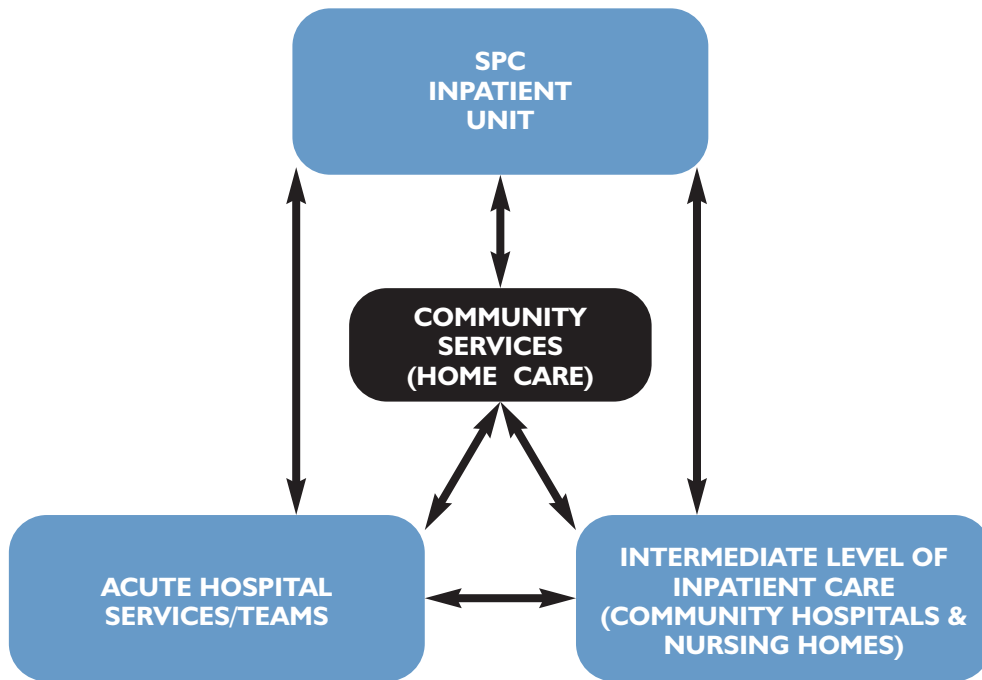 SPC
INPATIENT
UNIT
COMMUNITY
SERVICES
(HOME CARE)
ACUTE HOSPITAL
SERVICES/TEAMS
INTERMEDIATE LEVEL OF
INPATIENT CARE
(COMMUNITY HOSPITALS &
NURSING HOMES)